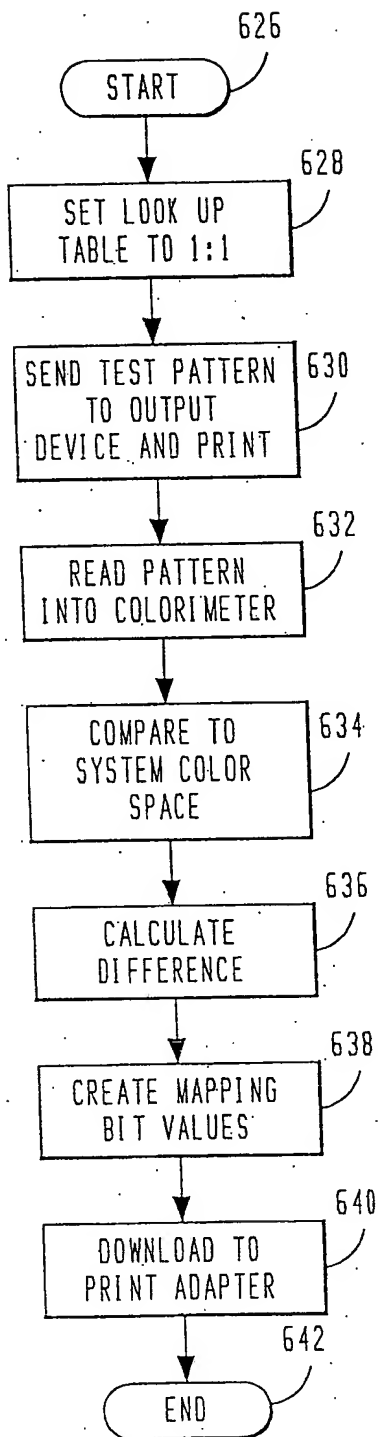 626
START
628
SET LOOK UP
TABLE TO 1:1
630
SEND TEST PATTERN
TO OUTPUT
DEVICE AND PRINT
632
READ PATTERN
INTO COLORIMETER
634
COMPARE TO
SYSTEM COLOR
SPACE
636
CALCULATE
DIFFERENCE
638
CREATE MAPPING
BIT VALUES
640
DOWNLOAD TO
PRINT ADAPTER
642
END